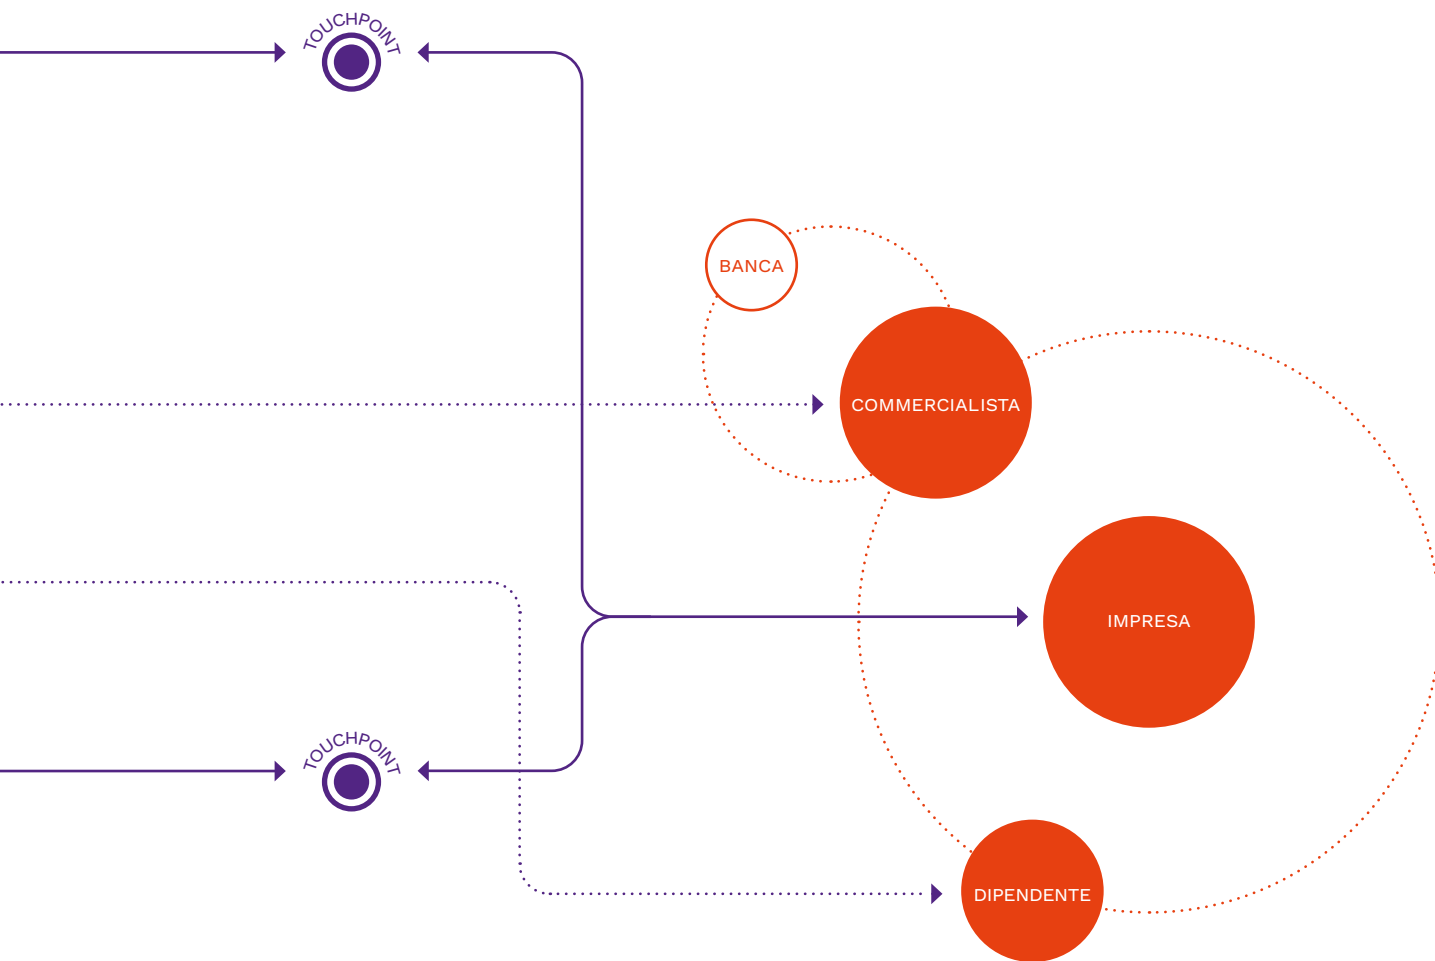 TOUCHPOINT
BANCA
COMMERCIALISTA
IMPRESA
TOUCHPOINT
DIPENDENTE